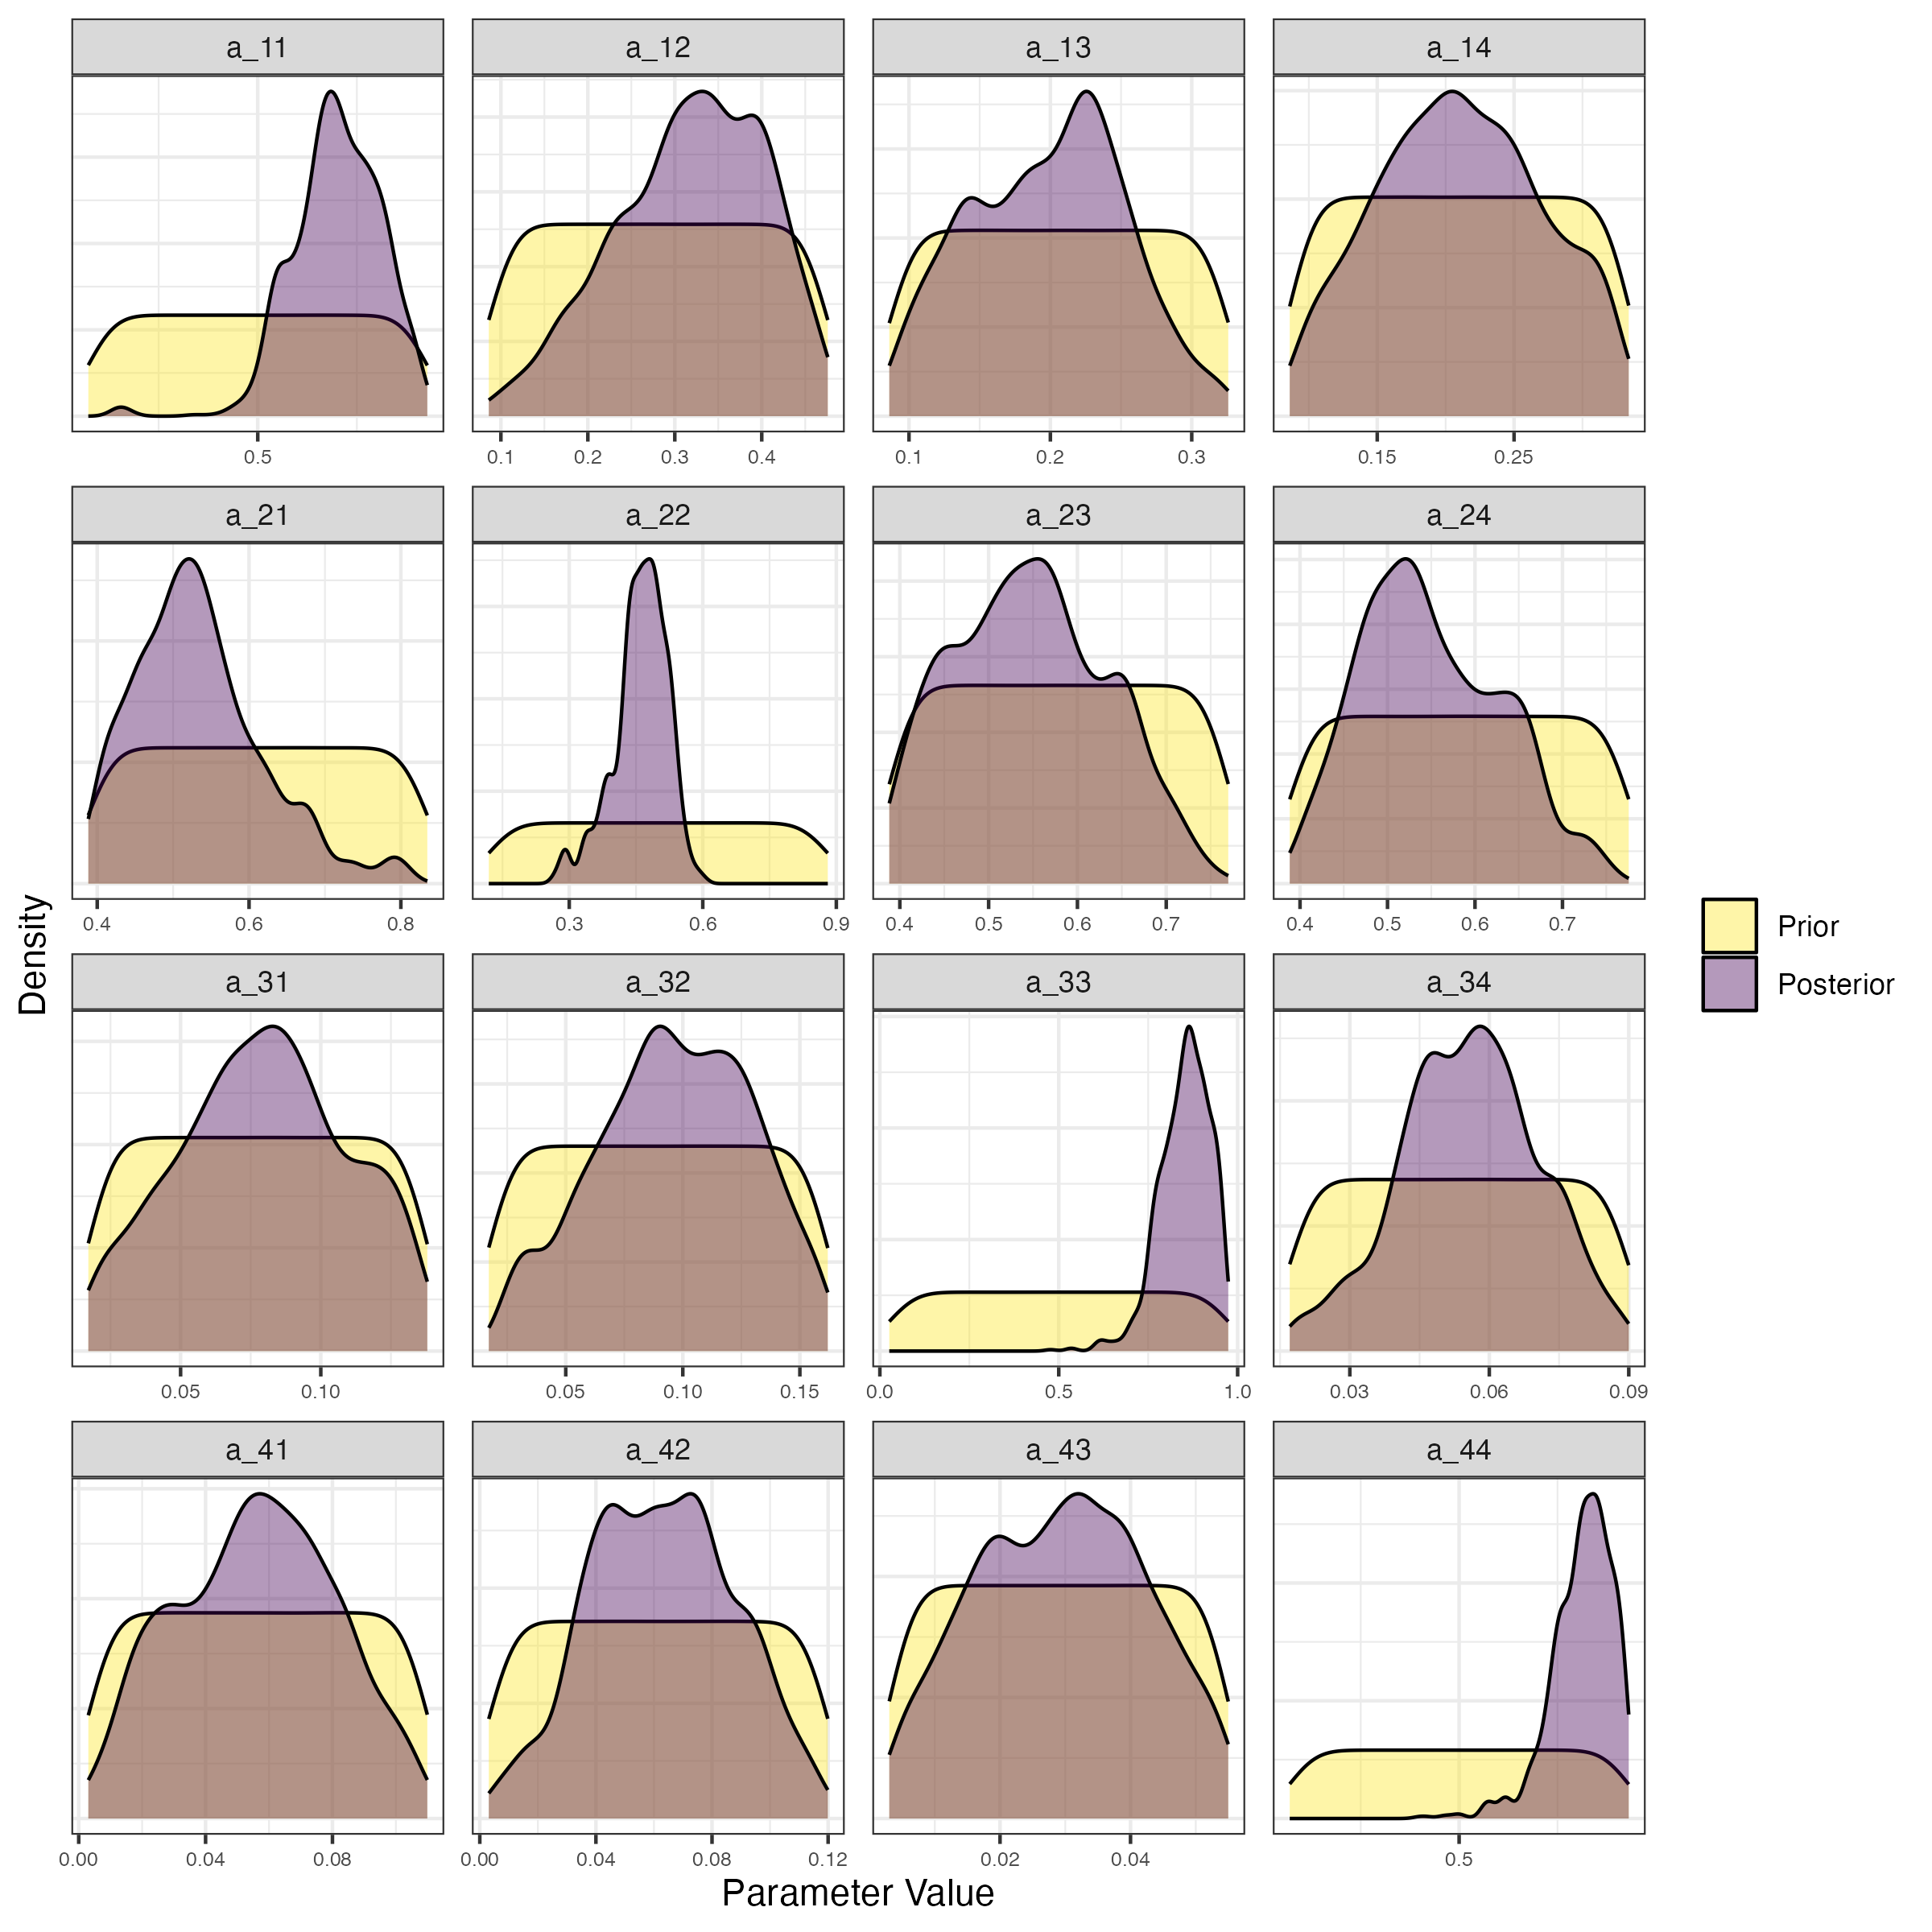 a_11 a_12 a_13 a_14
0.5 0.1 0.2 0.3 0.4 0.1 0.2 0.3 0.15 0.25
a_21 a_22 a_23 a_24
0.4 0.6 0.8 0.3 0.6 0.9 0.4 0.5 0.6 0.7 0.4 0.5 0.6 0.7
Density
Prior
Posterior
a_31 a_32 a_33 a_34
0.05 0.10 0.05 0.10 0.15 0.0 0.5 1.0 0.03 0.06 0.09
a_41 a_42 a_43 a_44
0.00 0.04 0.08 0.00 0.04 0.08 0.12 0.02 0.04 0.5
Parameter Value